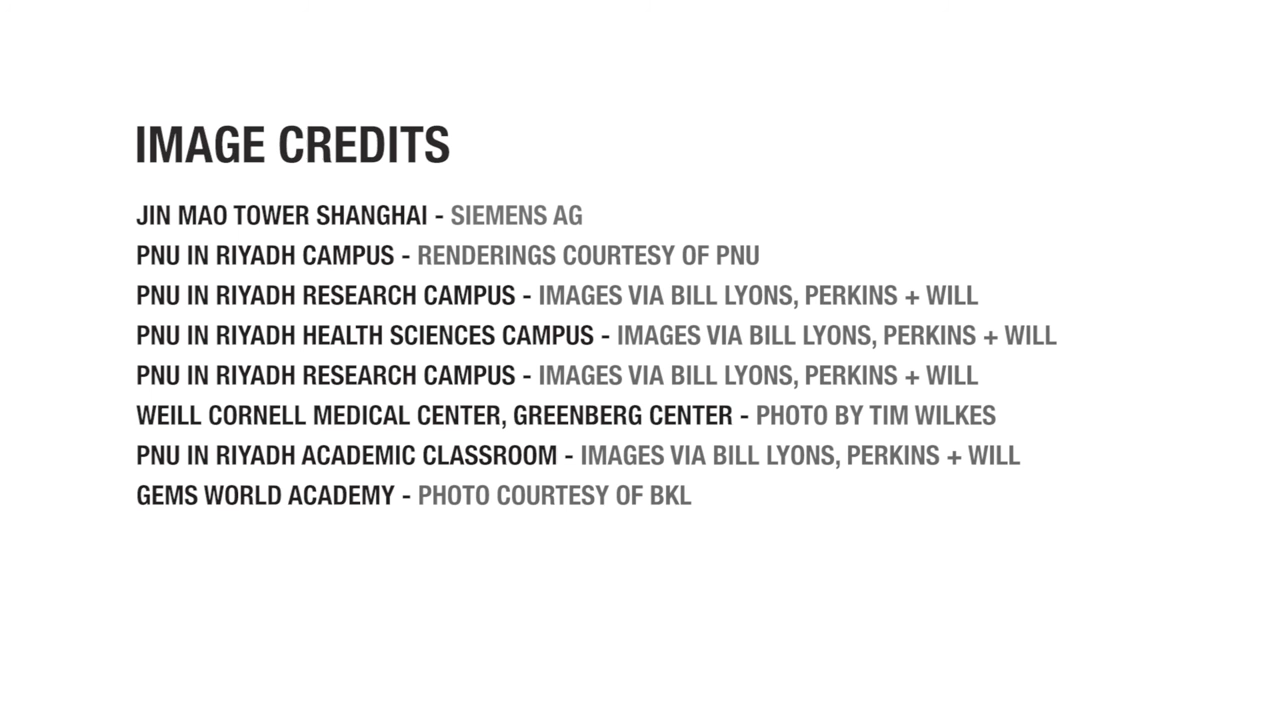 IMAGE CREDITS
JIN MAO TOWER SHANGHAI - SIEMENS AG
PNU IN RIYADH CAMPUS - RENDERINGS COURTESY OF PNU
PNU IN RIYADH RESEARCH CAMPUS - IMAGES VIA BILL LYONS, PERKINS + WILL
PNU IN RIYADH HEALTH SCIENCES CAMPUS - IMAGES VIA BILL LYONS, PERKINS + WILL
PNU IN RIYADH RESEARCH CAMPUS - IMAGES VIA BILL LYONS, PERKINS + WILL
WEILL CORNELL MEDICAL CENTER, GREENBERG CENTER - PHOTO BY TIM WILKES
PNU IN RIYADH ACADEMIC CLASSROOM - IMAGES VIA BILL LYONS, PERKINS + WILL
GEMS WORLD ACADEMY - PHOTO COURTESY OF BKL